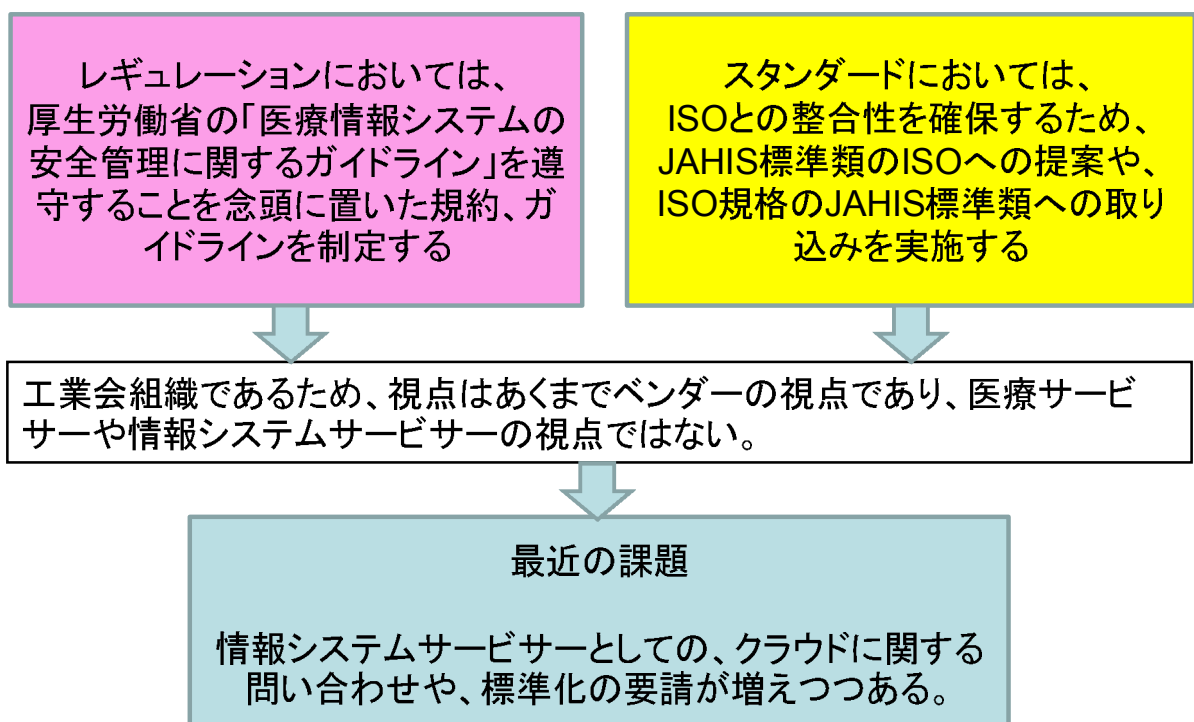 レギュレーションにおいては、
厚生労働省の「医療情報システムの
安全管理に関するガイドライン」を遵
守することを念頭に置いた規約、ガ
イドラインを制定する
スタンダードにおいては、
ISOとの整合性を確保するため、
JAHIS標準類のISOへの提案や、
ISO規格のJAHIS標準類への取り
込みを実施する
工業会組織であるため、視点はあくまでベンダーの視点であり、医療サービ
サーや情報システムサービサーの視点ではない。
最近の課題
情報システムサービサーとしての、クラウドに関する
問い合わせや、標準化の要請が増えつつある。